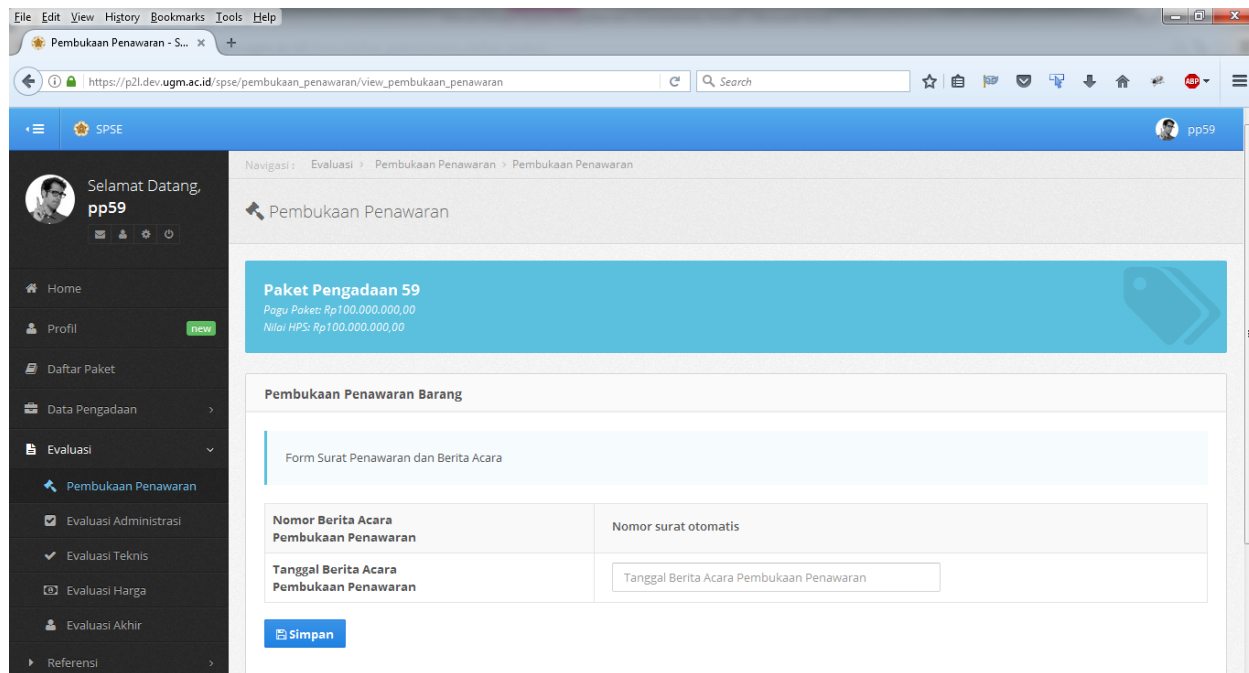 File Edit View History Bookmarks Tools Help
Pembukaan Penawaran - S...
https://p2l.dev.ugm.ac.id/spse/pembukaan_penawaran/view_pembukaan_penawaran
Search
ABP
SPSE
pp59
Selamat Datang,
pp59
Home
Profil new
Daftar Paket
Data Pengadaan
Evaluasi
Pembukaan Penawaran
Evaluasi Administrasi
Evaluasi Teknis
Evaluasi Harga
Evaluasi Akhir
Referensi
Navigasi : Evaluasi > Pembukaan Penawaran > Pembukaan Penawaran
Pembukaan Penawaran
Paket Pengadaan 59
Pagu Paket: Rp100.000.000,00
Nilai HPS: Rp100.000.000,00
Pembukaan Penawaran Barang
Form Surat Penawaran dan Berita Acara
Nomor Berita Acara
Pembukaan Penawaran
Nomor surat otomatis
Tanggal Berita Acara
Pembukaan Penawaran
Tanggal Berita Acara Pembukaan Penawaran
Simpan